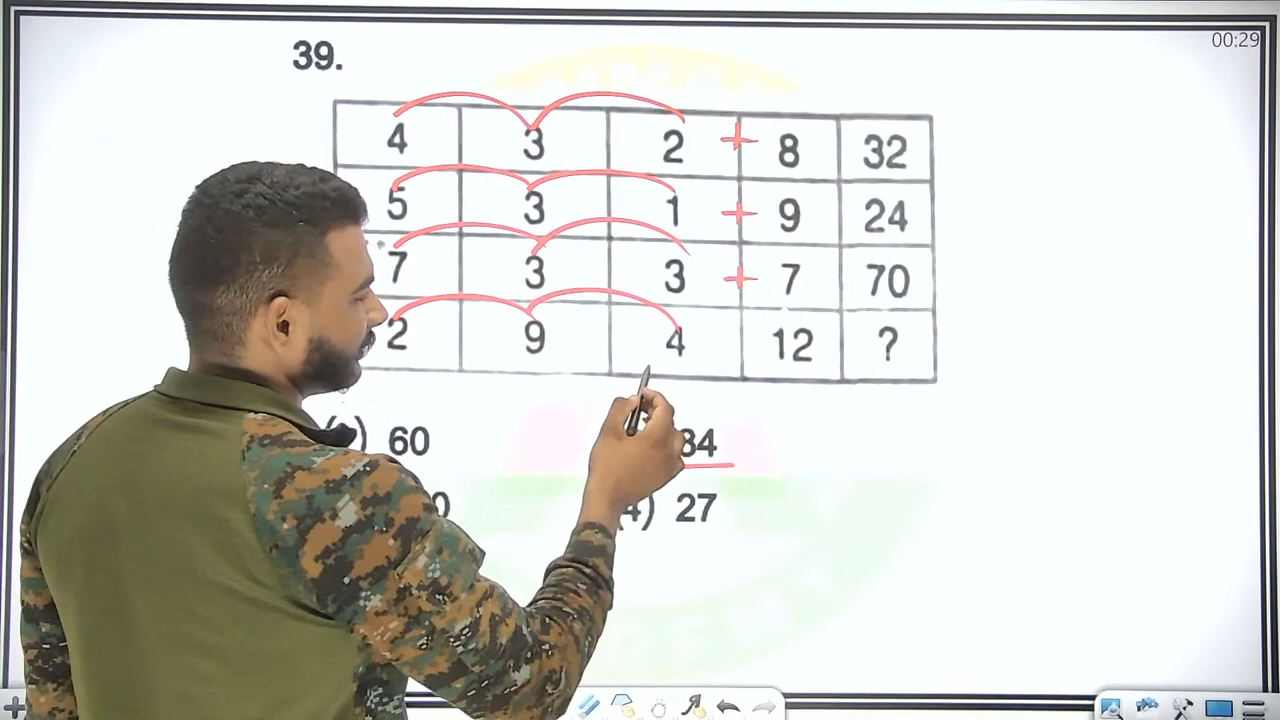 00:29
39.
4 3 2 + 8 32
5 3 1 + 9 24
7 3 3 + 7 70
2 9 4 12 ?
60
84
(4) 27